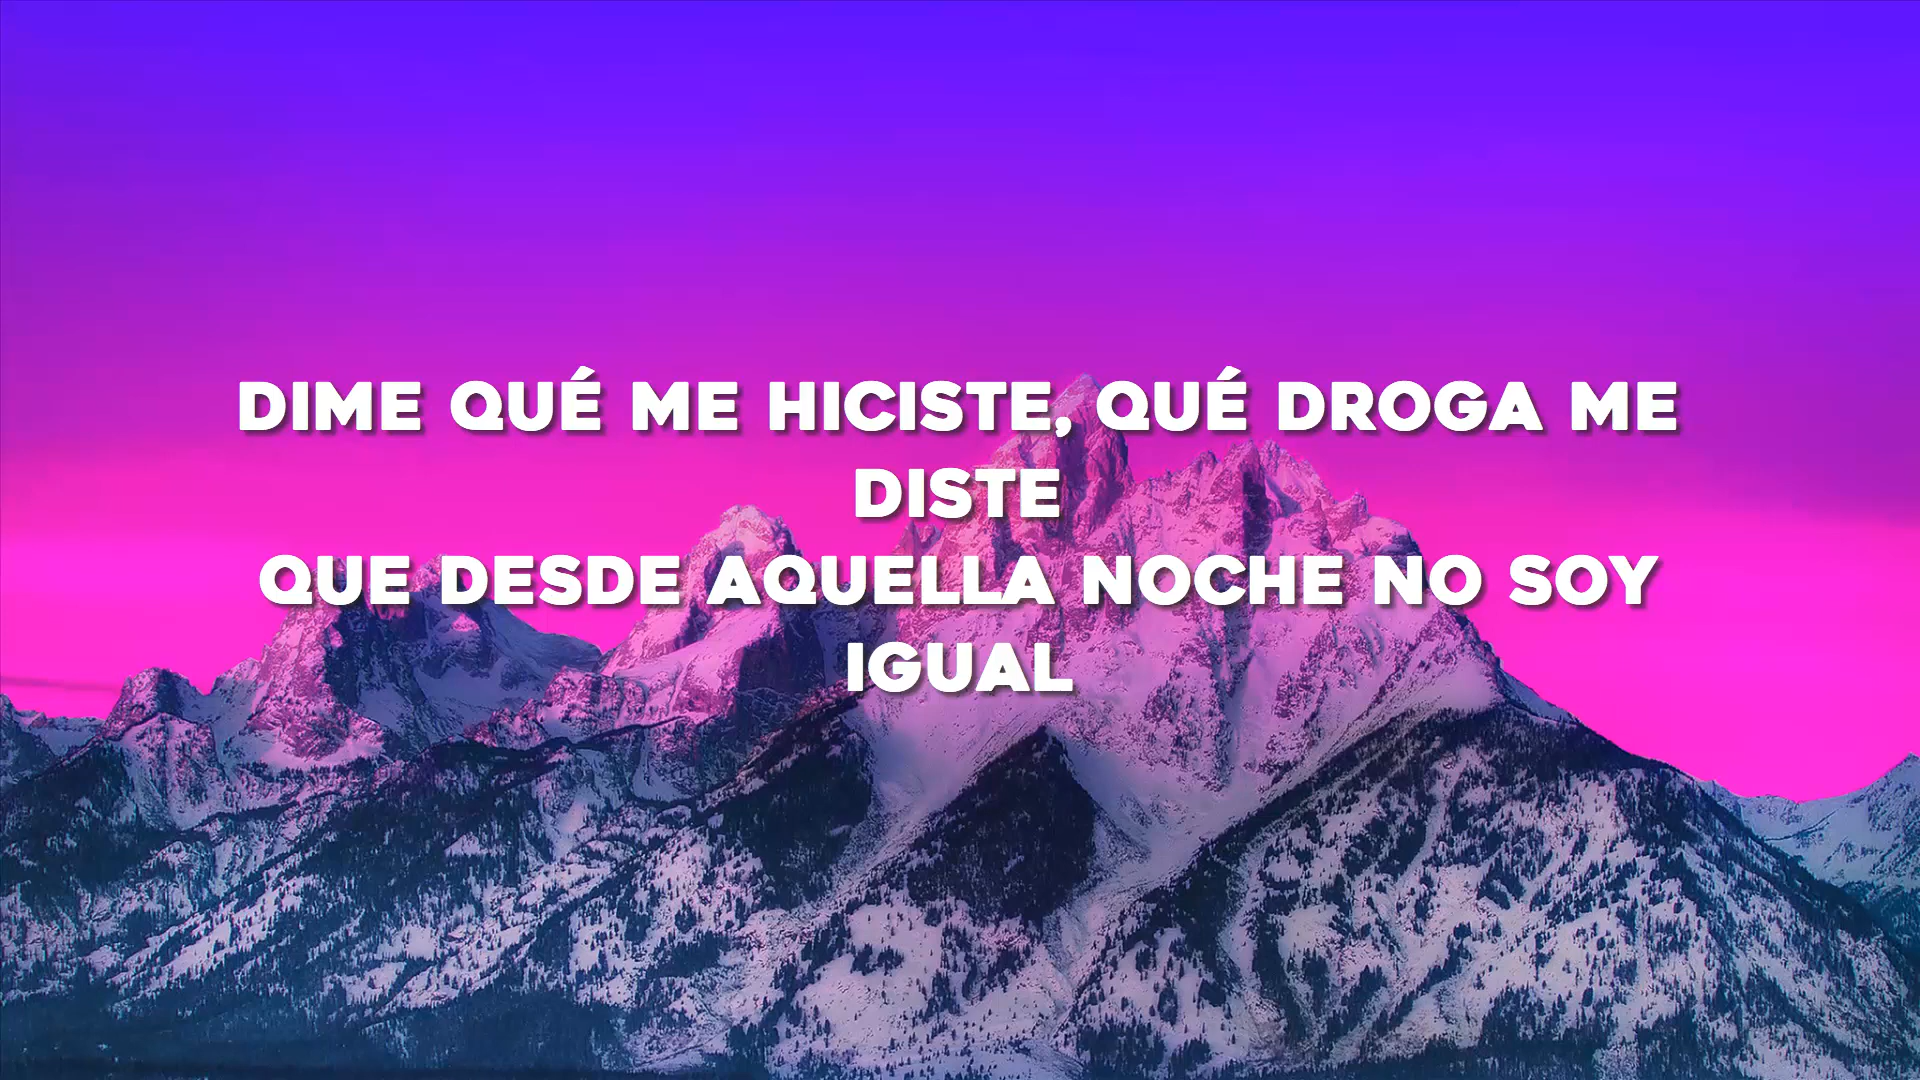 DIME QUÉ ME HICISTE, QUÉ DROGA ME
DISTE
QUE DESDE AQUELLA NOCHE NO SOY
IGUAL